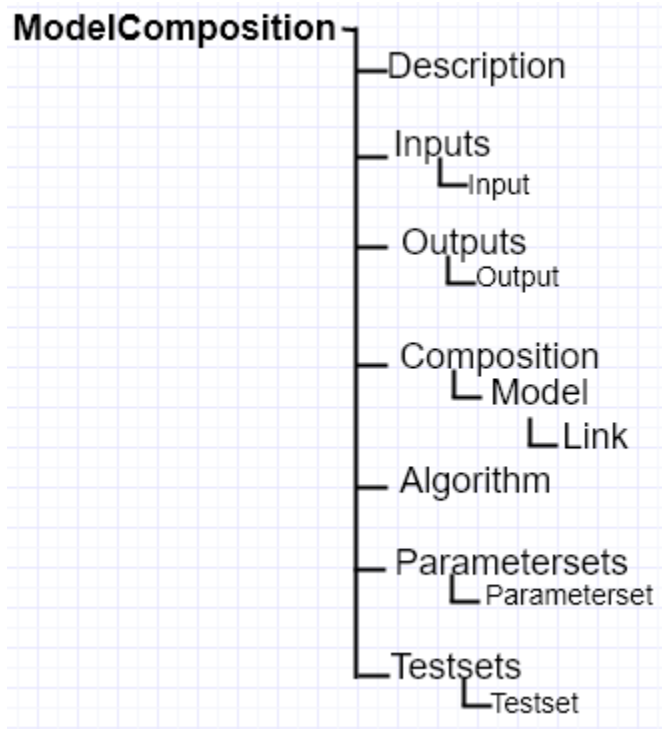 ModelComposition
Description
Inputs
Input
Outputs
Output
Composition
Model
Link
Algorithm
Parametersets
Parameterset
Testsets
Testset